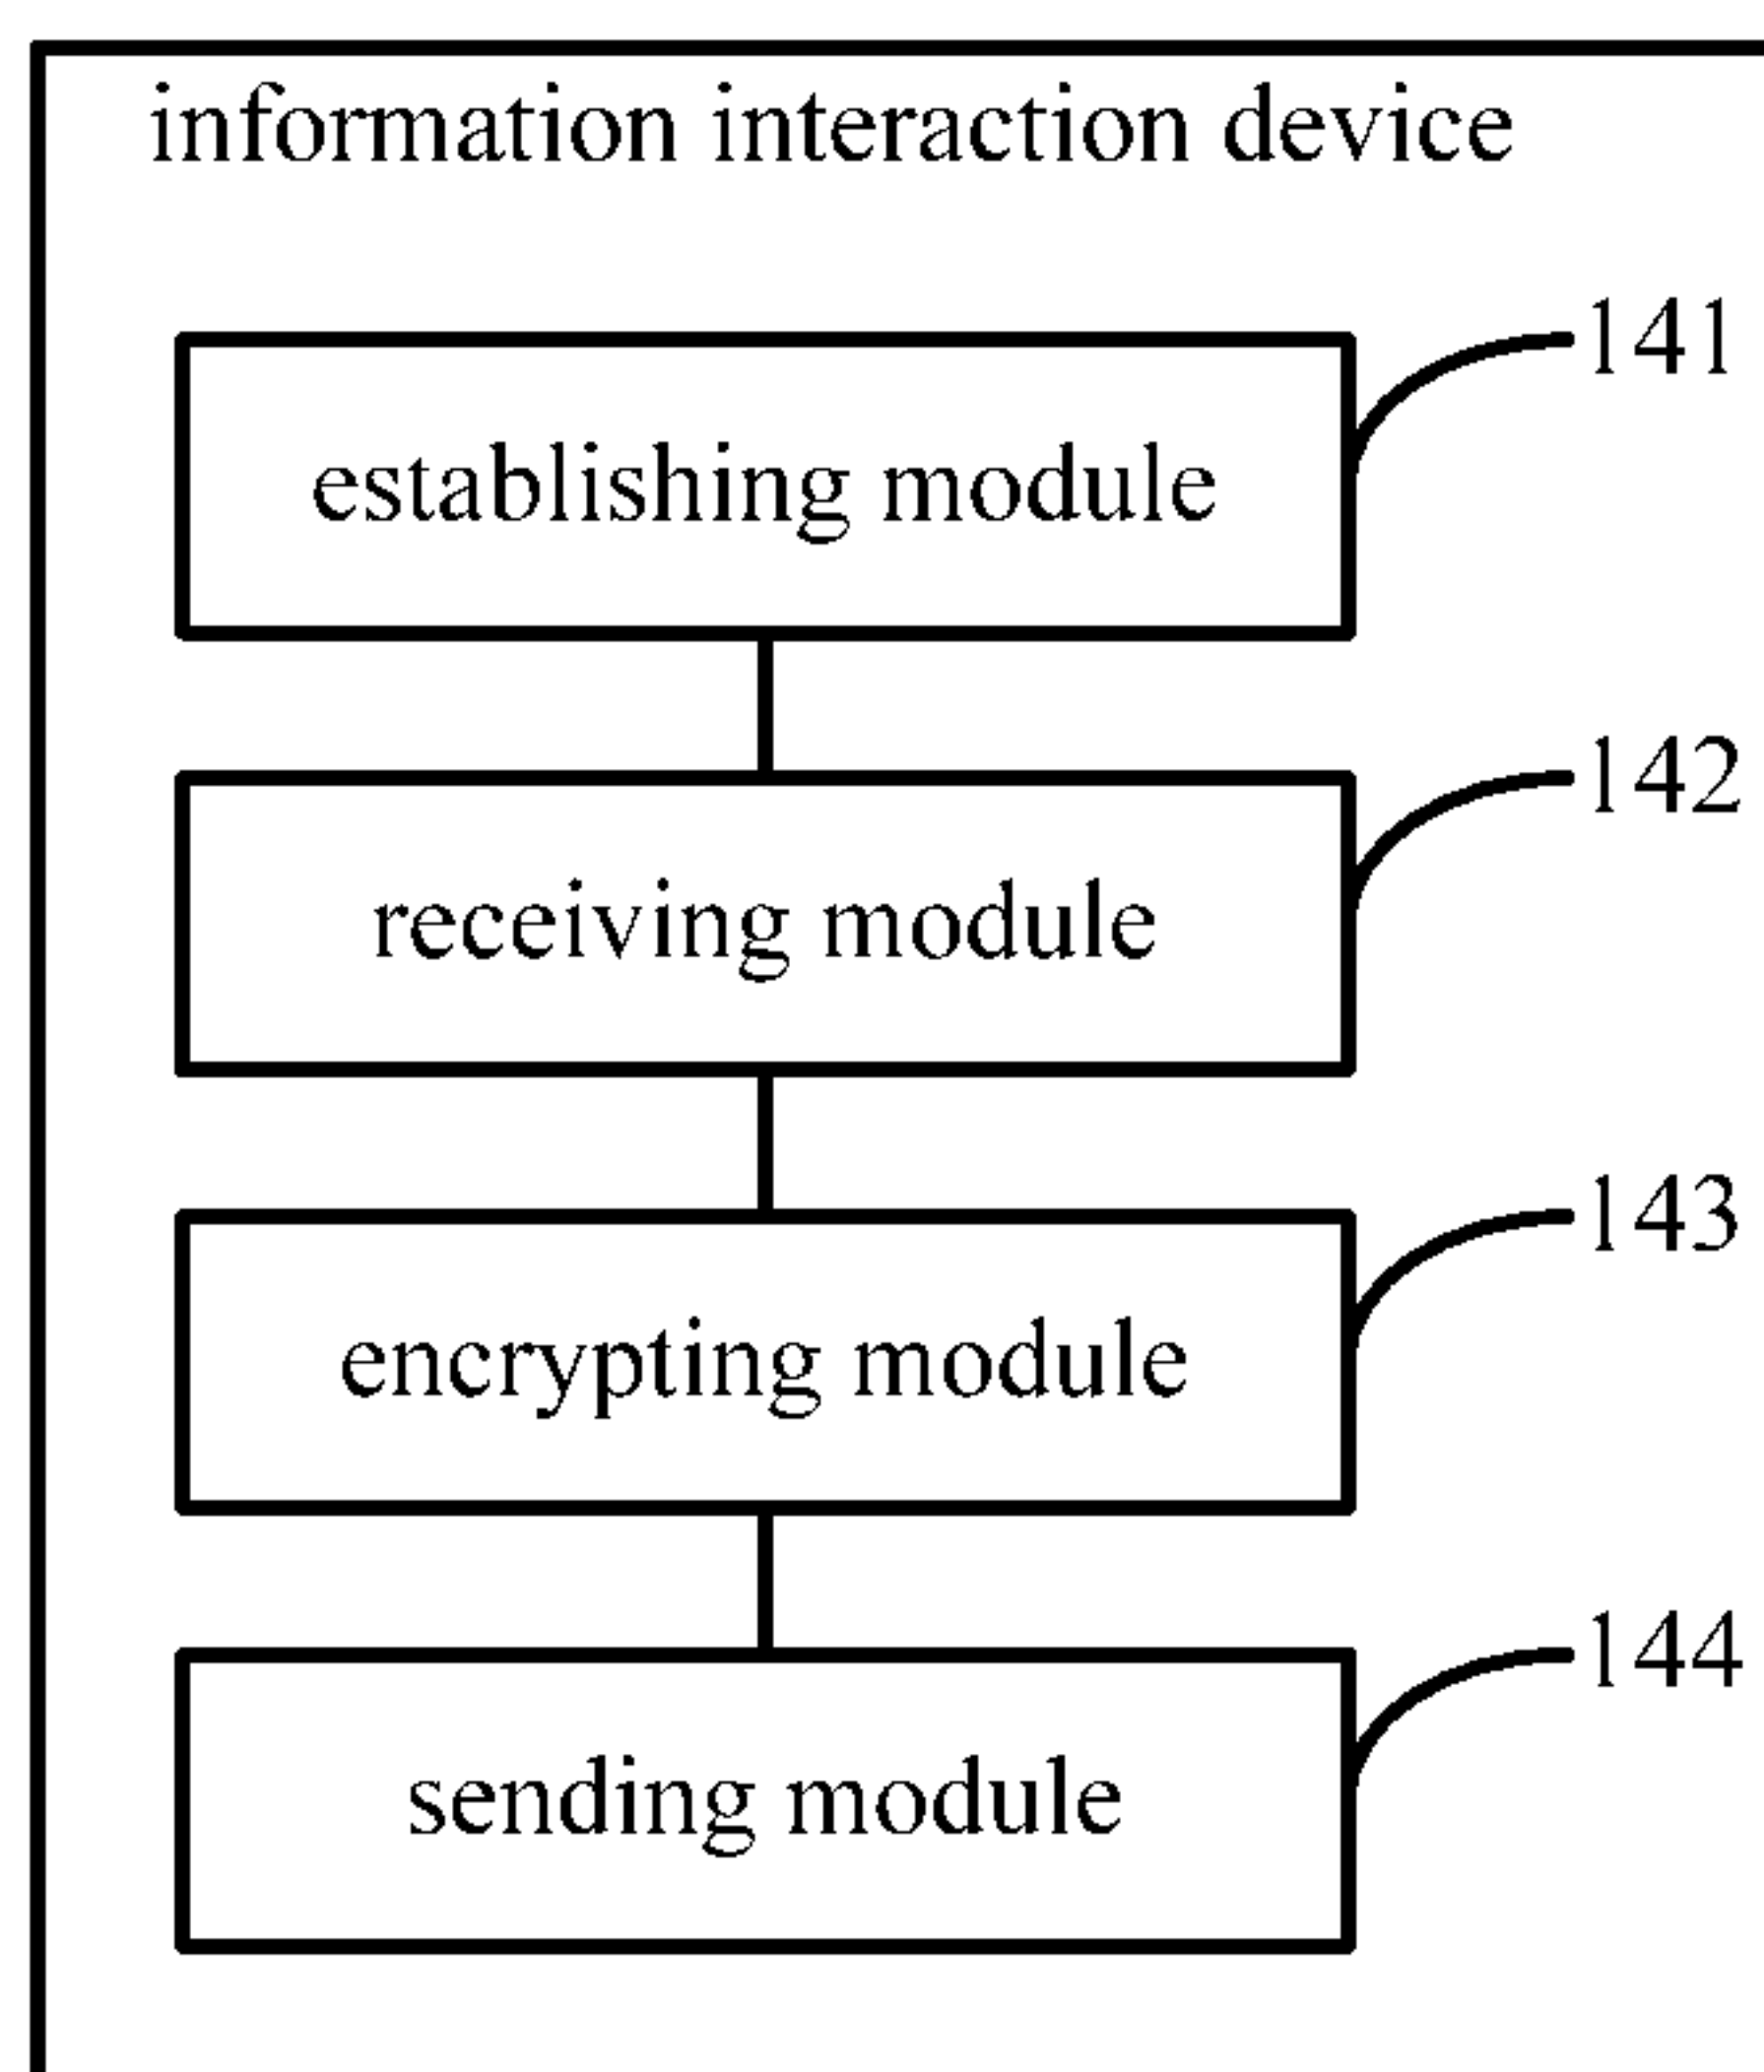 information interaction device
141
establishing module
142
receiving module
143
encrypting module
144
sending module